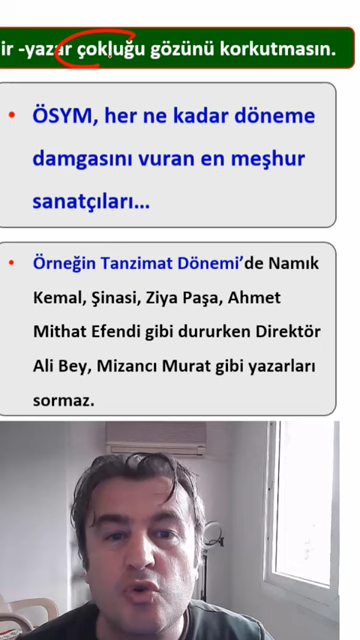 ir -yazar çokluğu gözünü korkutmasın.
• ÖSYM, her ne kadar döneme
damgasını vuran en meşhur
sanatçıları...
• Örneğin Tanzimat Dönemi’de Namık
Kemal, Şinasi, Ziya Paşa, Ahmet
Mithat Efendi gibi dururken Direktör
Ali Bey, Mizancı Murat gibi yazarları
sormaz.